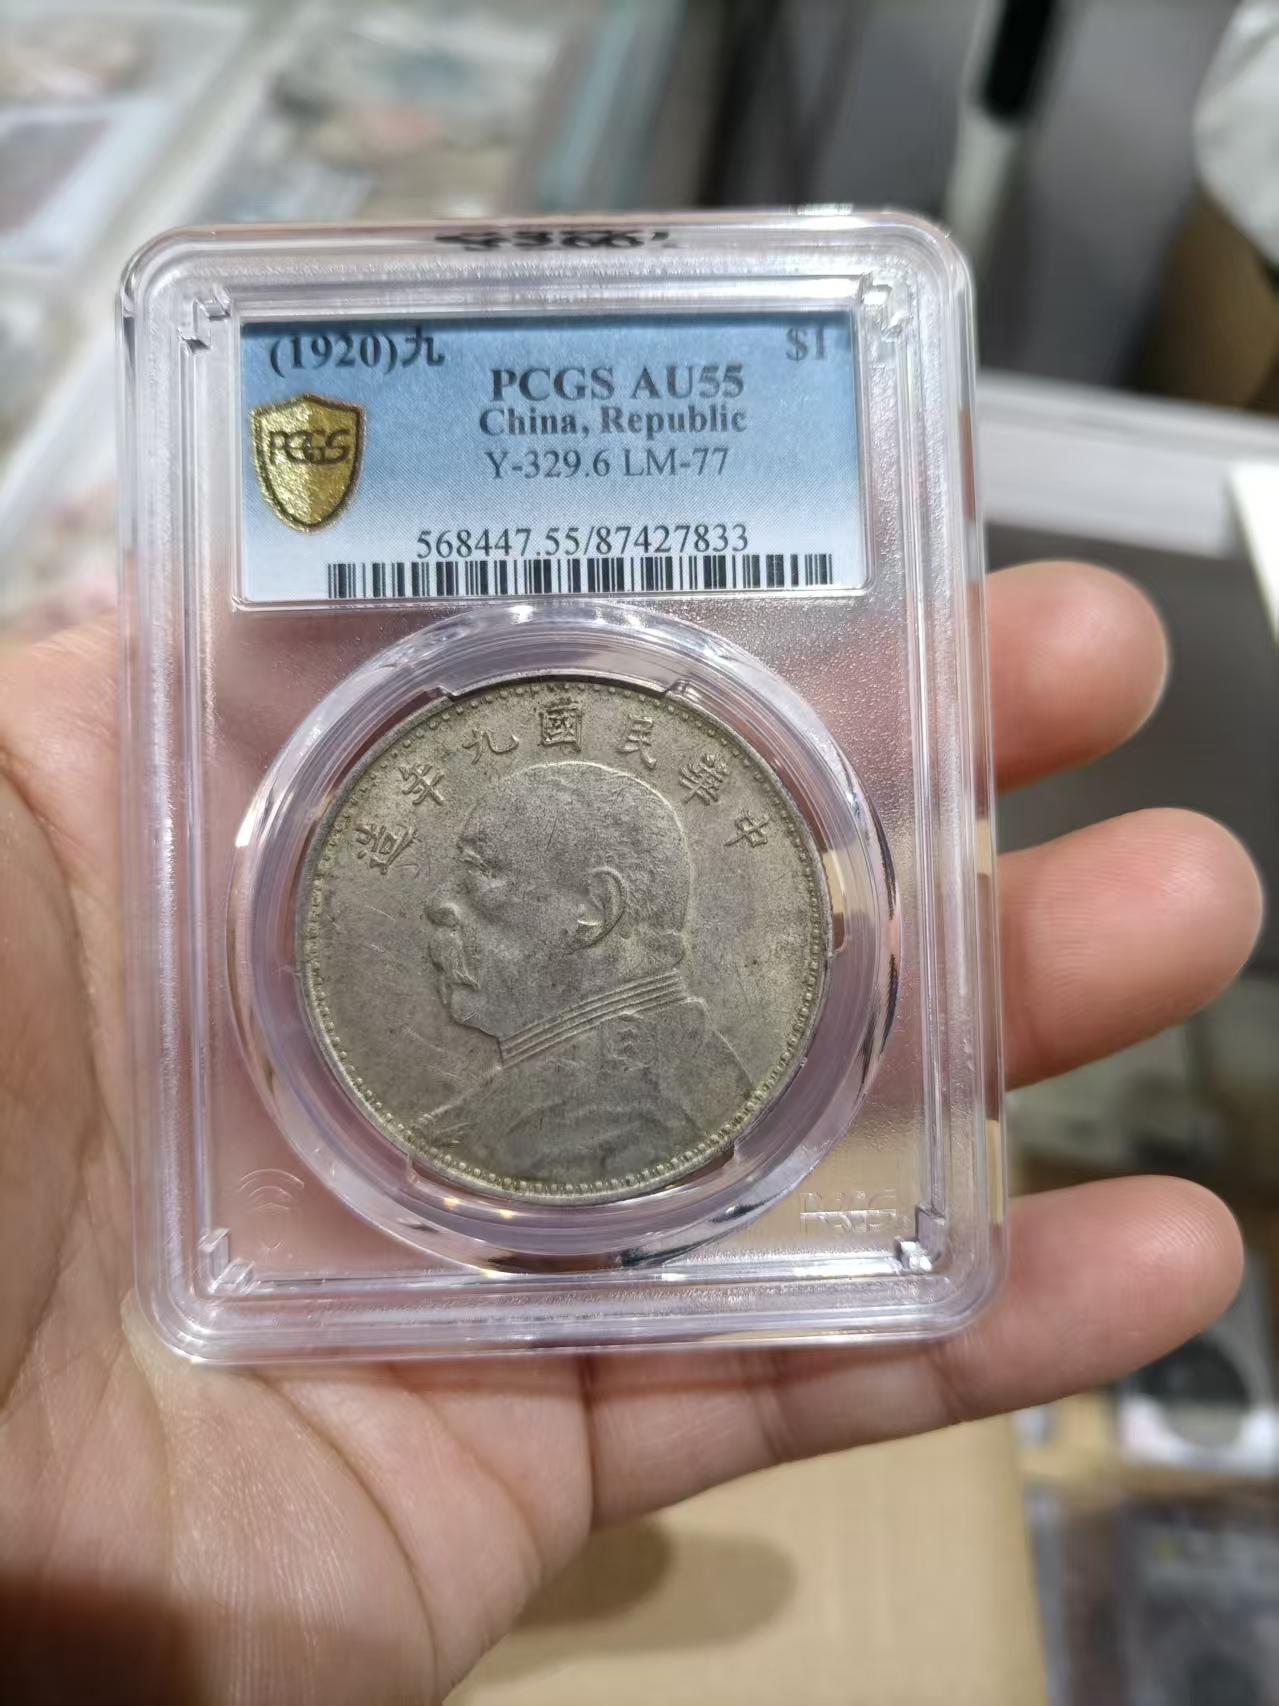 (1920)九 $1
PCGS AU55
China, Republic
Y-329.6 LM-77
PCGS
568447.55/87427833
造年九國民華中
PCGS